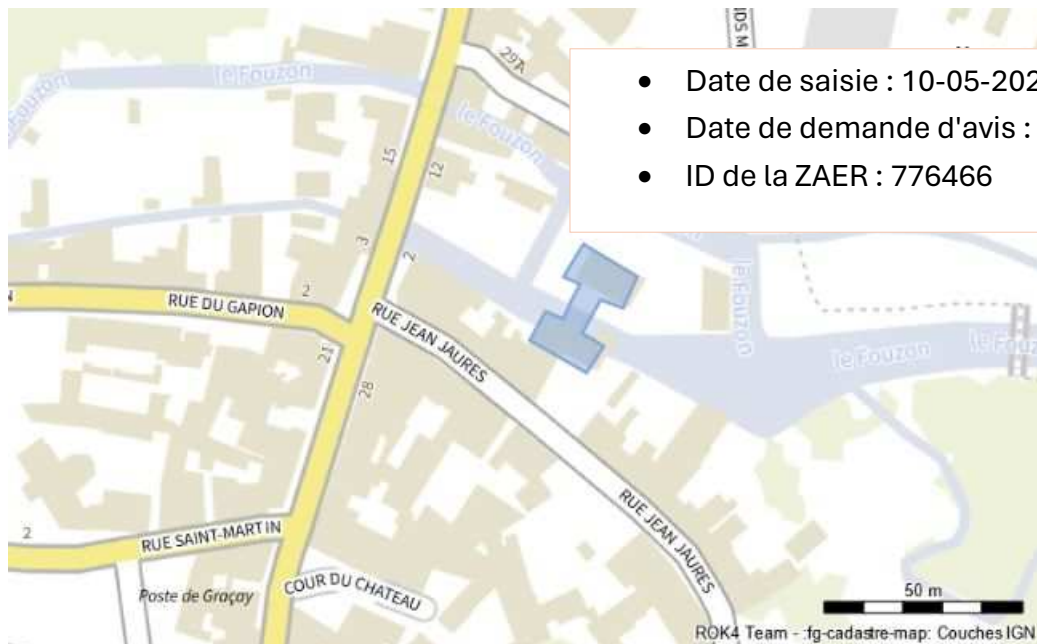 • Date de saisie : 10-05-202
• Date de demande d'avis :
• ID de la ZAER : 776466
29A
le Fouzon
le Fouzon
le Fouzon
15
12
3
2
2
RUE DU GAPION
RUE JEAN JAURES
le Fouzon
le Fouzon
21
28
RUE JEAN JAURES
2
RUE SAINT-MARTIN
Poste de Graçay
COUR DU CHATEAU
50 m
ROK4 Team - :fg-cadastre-map: Couches IGN